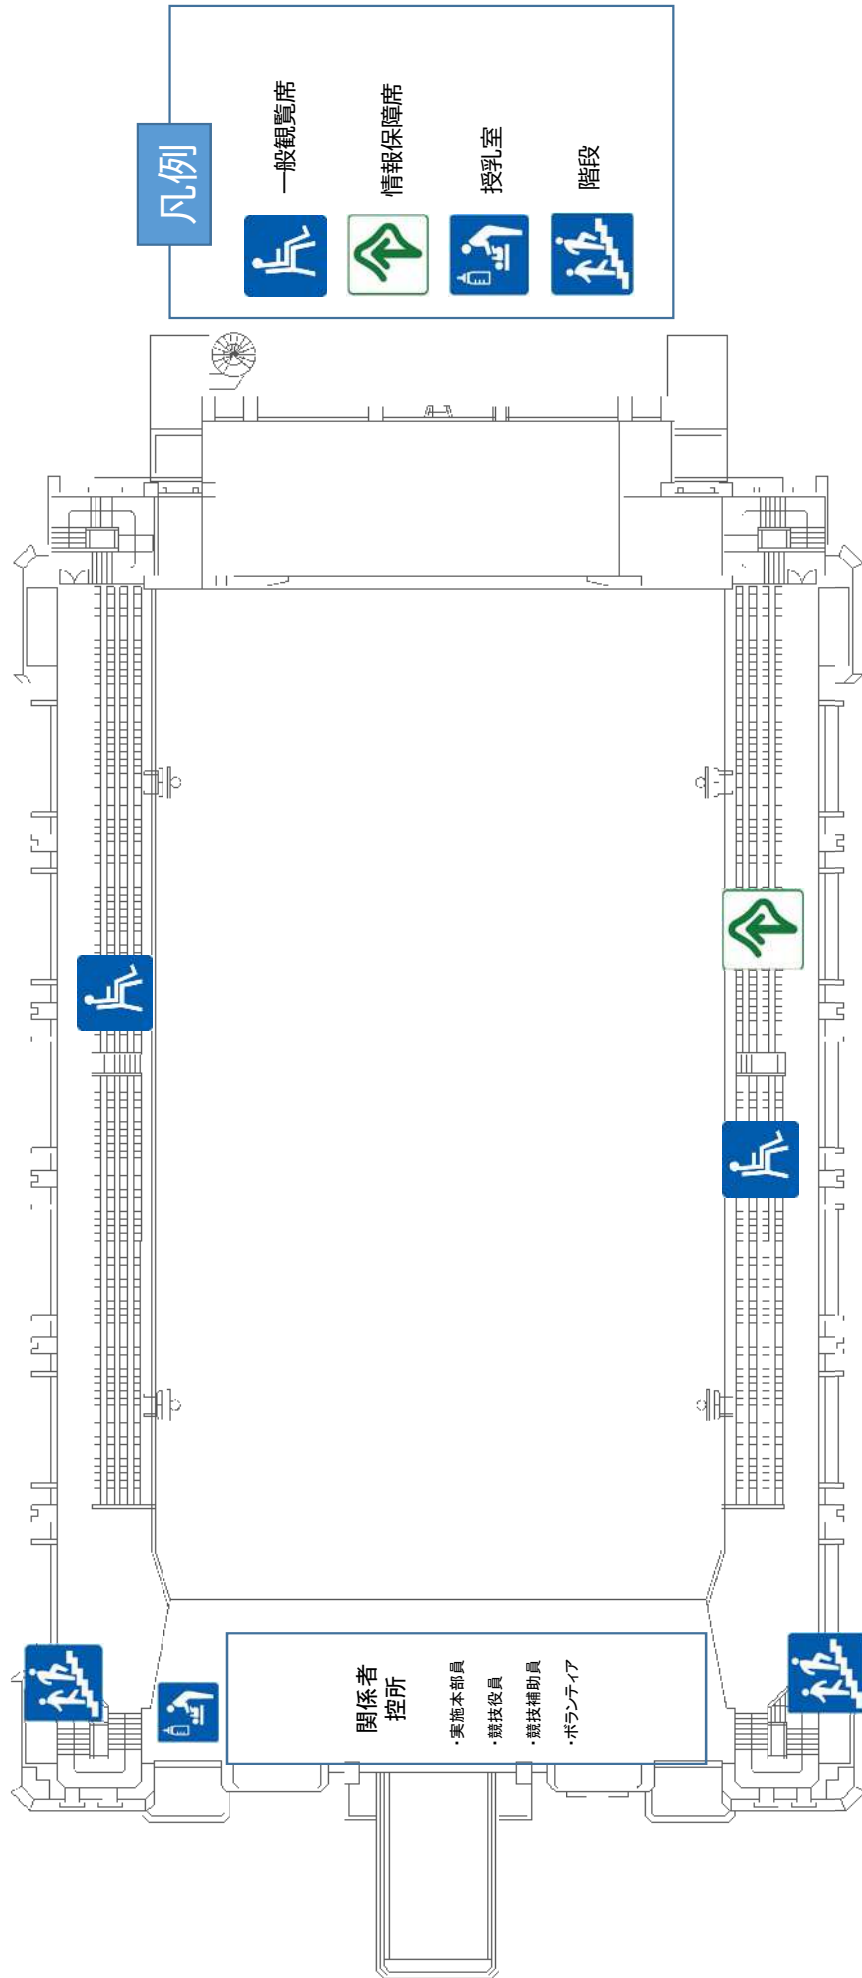 凡例
一般観覧席
情報保障席
授乳室
階段
関係者
控所
・実施本部員
・競技役員
・競技補助員
・ボランティア